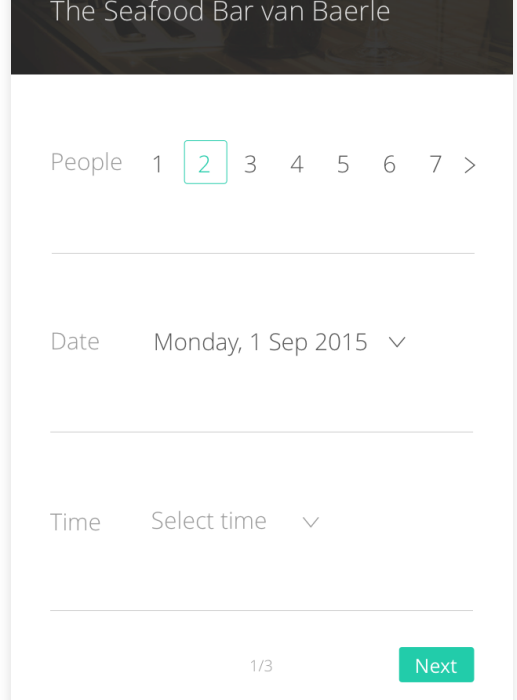 The Seafood Bar van Baerle
People 1 2 3 4 5 6 7 >
Date Monday, 1 Sep 2015
Time Select time
1/3 Next